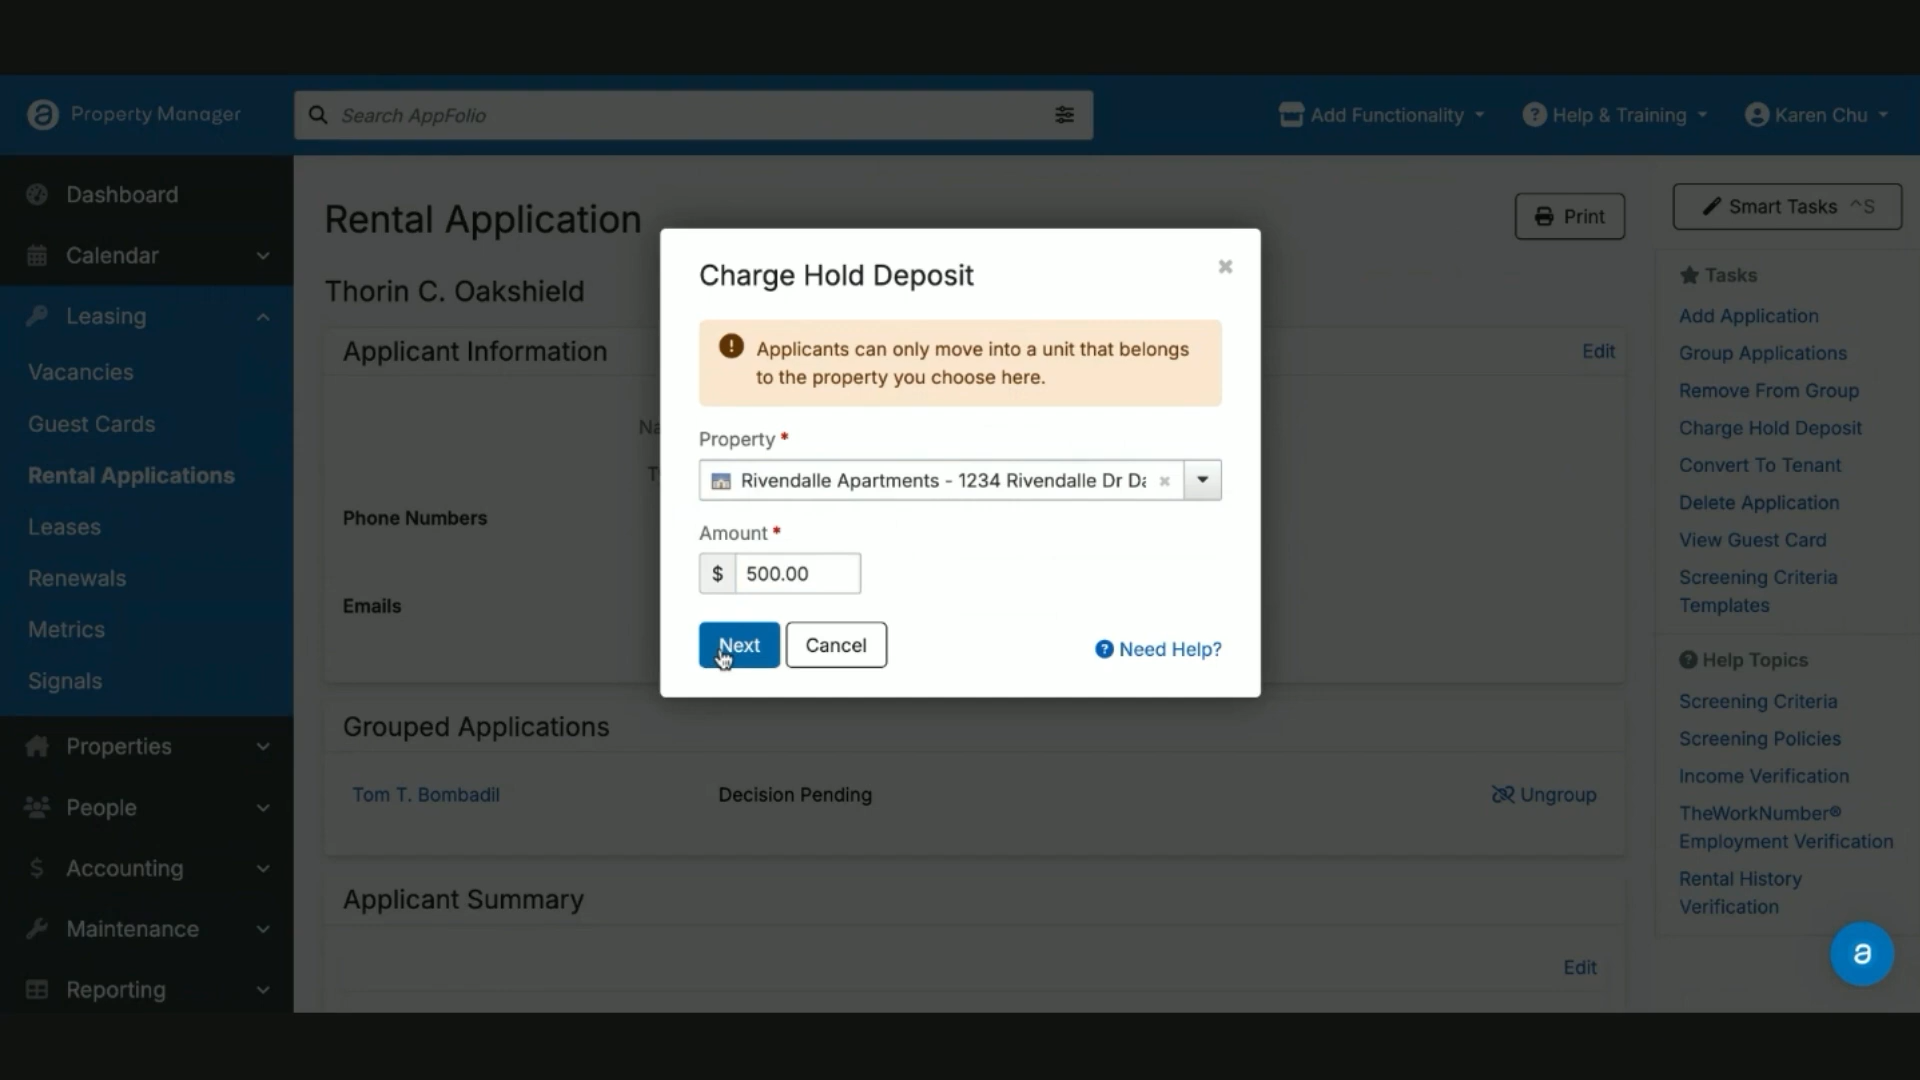 Property Manager
Search AppFolio
Add Functionality
Help & Training
Karen Chu
Dashboard
Calendar
Leasing
Vacancies
Guest Cards
Rental Applications
Leases
Renewals
Metrics
Signals
Properties
People
Accounting
Maintenance
Reporting
Rental Application
Print
Thorin C. Oakshield
Applicant Information
Edit
Na
Phone Numbers
Emails
Charge Hold Deposit
Applicants can only move into a unit that belongs
to the property you choose here.
Property *
Rivendalle Apartments - 1234 Rivendalle Dr Da
Amount *
$ 500.00
Next
Cancel
Need Help?
Grouped Applications
Tom T. Bombadil
Decision Pending
Ungroup
Applicant Summary
Edit
Smart Tasks ^S
Tasks
Add Application
Group Applications
Remove From Group
Charge Hold Deposit
Convert To Tenant
Delete Application
View Guest Card
Screening Criteria
Templates
Help Topics
Screening Criteria
Screening Policies
Income Verification
TheWorkNumber®
Employment Verification
Rental History
Verification